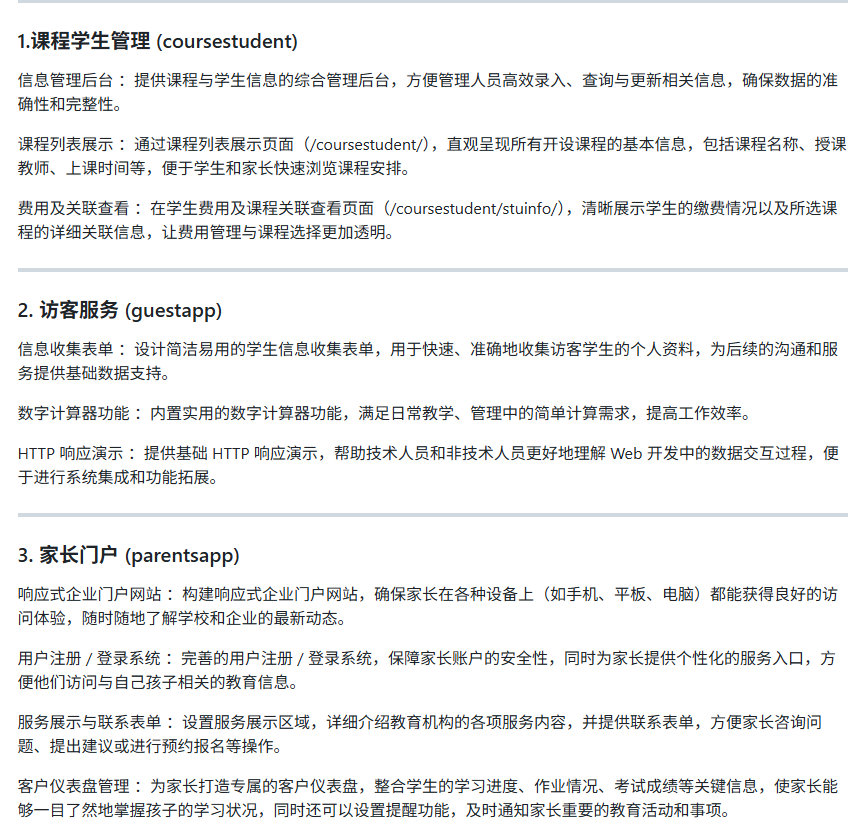 1.课程学生管理 (coursestudent)
信息管理后台 ：提供课程与学生信息的综合管理后台，方便管理人员高效录入、查询与更新相关信息，确保数据的准
确性和完整性。
课程列表展示 ：通过课程列表展示页面（/coursestudent/），直观呈现所有开设课程的基本信息，包括课程名称、授课
教师、上课时间等，便于学生和家长快速浏览课程安排。
费用及关联查看 ：在学生费用及课程关联查看页面（/coursestudent/stuinfo/），清晰展示学生的缴费情况以及所选课
程的详细关联信息，让费用管理与课程选择更加透明。
2. 访客服务 (guestapp)
信息收集表单 ：设计简洁易用的学生信息收集表单，用于快速、准确地收集访客学生的个人资料，为后续的沟通和服
务提供基础数据支持。
数字计算器功能 ：内置实用的数字计算器功能，满足日常教学、管理中的简单计算需求，提高工作效率。
HTTP 响应演示 ：提供基础 HTTP 响应演示，帮助技术人员和非技术人员更好地理解 Web 开发中的数据交互过程，便
于进行系统集成和功能拓展。
3. 家长门户 (parentsapp)
响应式企业门户网站 ：构建响应式企业门户网站，确保家长在各种设备上（如手机、平板、电脑）都能获得良好的访
问体验，随时随地了解学校和企业的最新动态。
用户注册 / 登录系统 ：完善的用户注册 / 登录系统，保障家长账户的安全性，同时为家长提供个性化的服务入口，方
便他们访问与自己孩子相关的教育信息。
服务展示与联系表单 ：设置服务展示区域，详细介绍教育机构的各项服务内容，并提供联系表单，方便家长咨询问
题、提出建议或进行预约报名等操作。
客户仪表盘管理 ：为家长打造专属的客户仪表盘，整合学生的学习进度、作业情况、考试成绩等关键信息，使家长能
够一目了然地掌握孩子的学习状况，同时还可以设置提醒功能，及时通知家长重要的教育活动和事项。